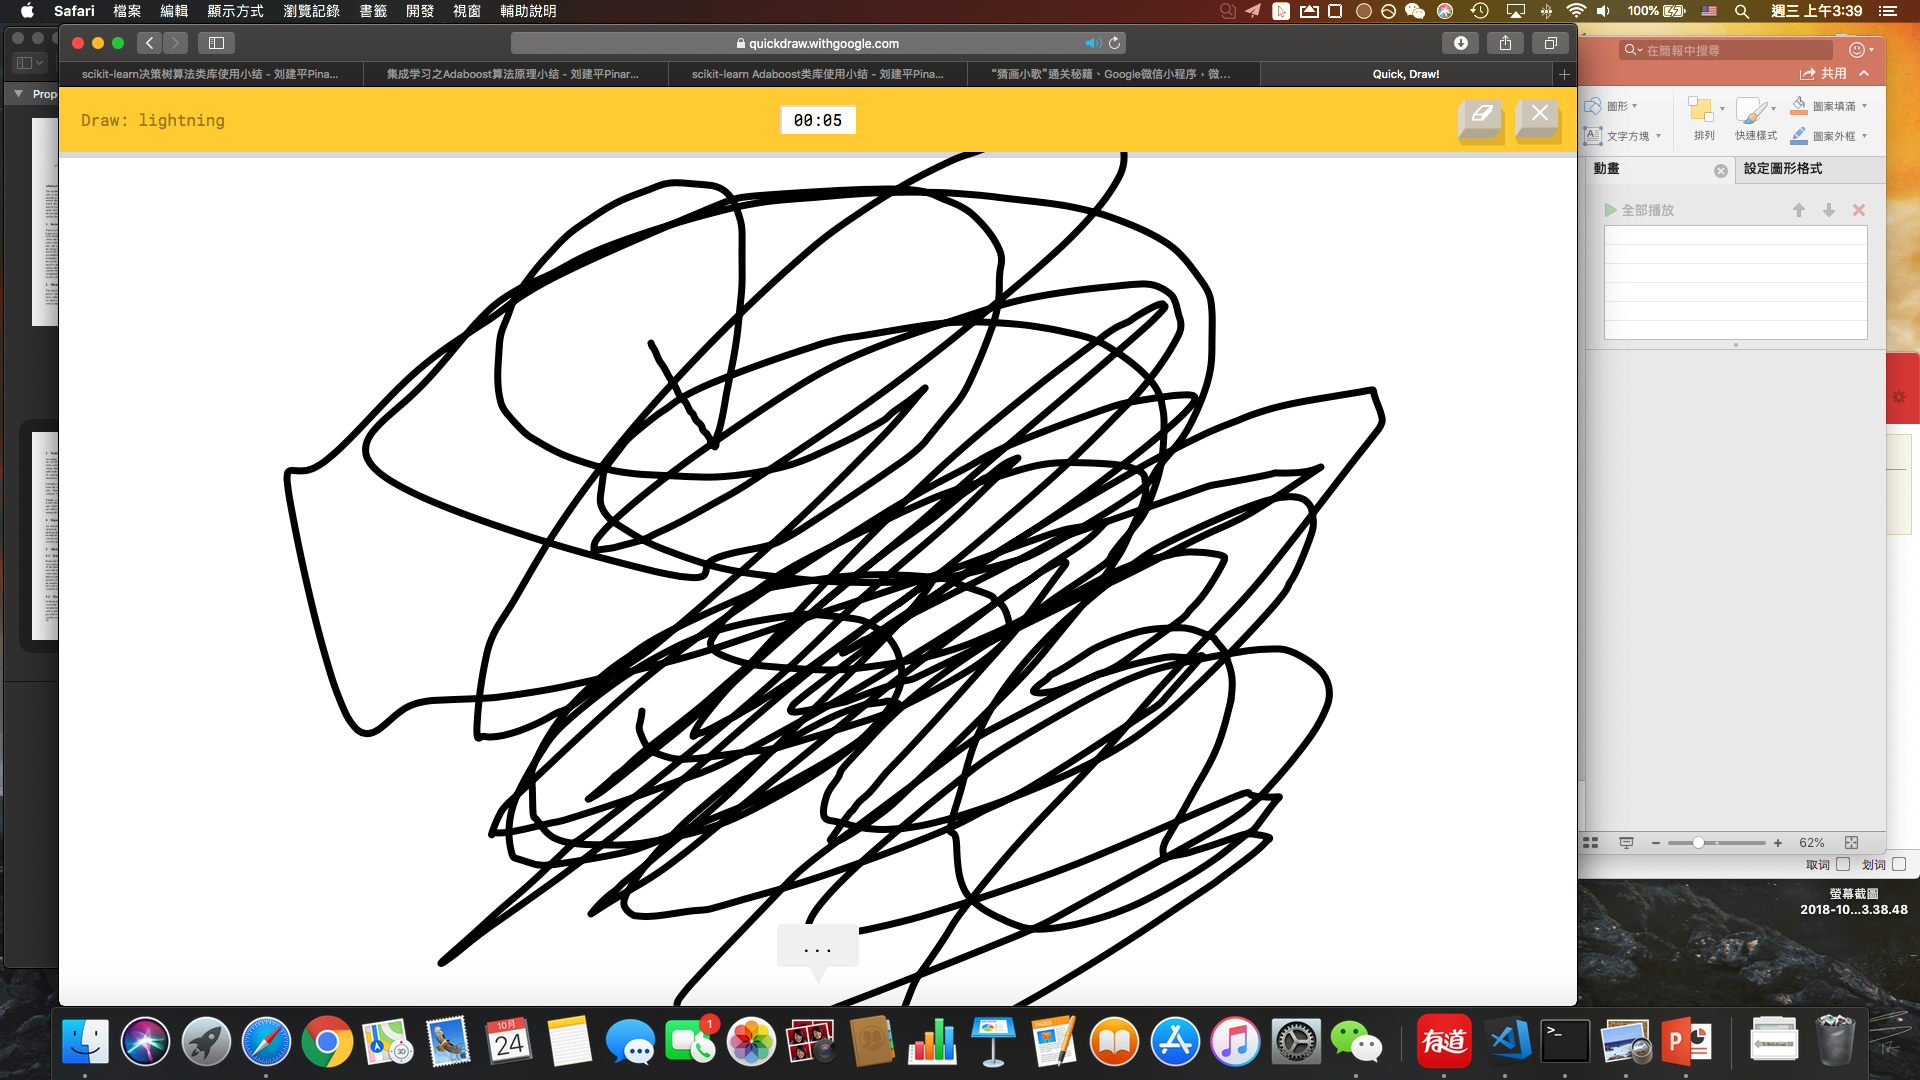 Safari 檔案 編輯 顯示方式 瀏覽記錄 書籤 開發 視窗 輔助說明
100% 週三 上午3:39
quickdraw.withgoogle.com
scikit-learn决策树算法类库使用小结 - 刘建平Pina...
集成学习之Adaboost算法原理小结 - 刘建平Pinar...
scikit-learn Adaboost类库使用小结 - 刘建平Pina...
“猜画小歌”通关秘籍、Google微信小程序，微...
Quick, Draw!
Prop
Draw: lightning
00:05
...
在簡報中搜尋
共用
圖形
文字方塊
排列
快速樣式
圖案填滿
圖案外框
動畫
設定圖形格式
全部播放
62%
取词 划词
螢幕截圖
2018-10...3.38.48
10月
24
3D
1
PAGES
有道
>_
P